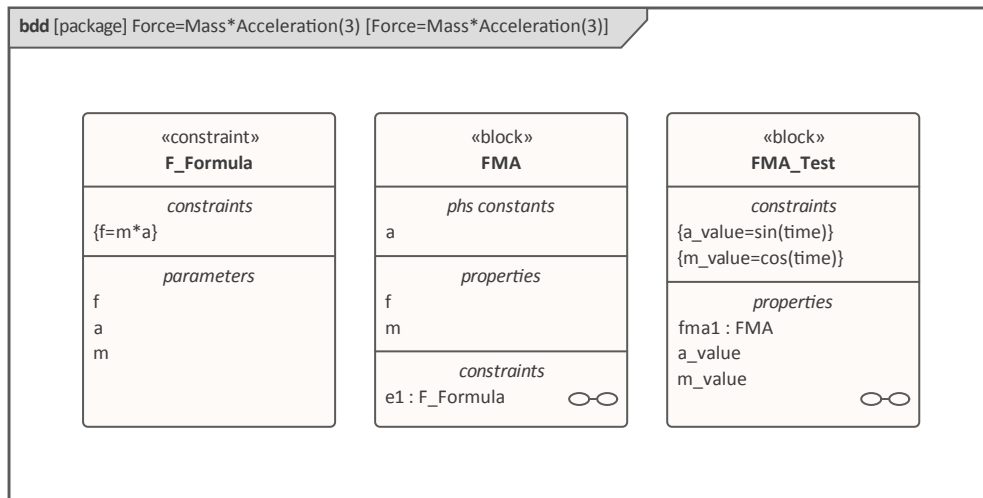 bdd [package] Force=Mass*Acceleration(3) [Force=Mass*Acceleration(3)]
«constraint»
F_Formula
constraints
{f=m*a}
parameters
f
a
m
«block»
FMA
phs constants
a
properties
f
m
constraints
e1 : F_Formula
«block»
FMA_Test
constraints
{a_value=sin(time)}
{m_value=cos(time)}
properties
fma1 : FMA
a_value
m_value